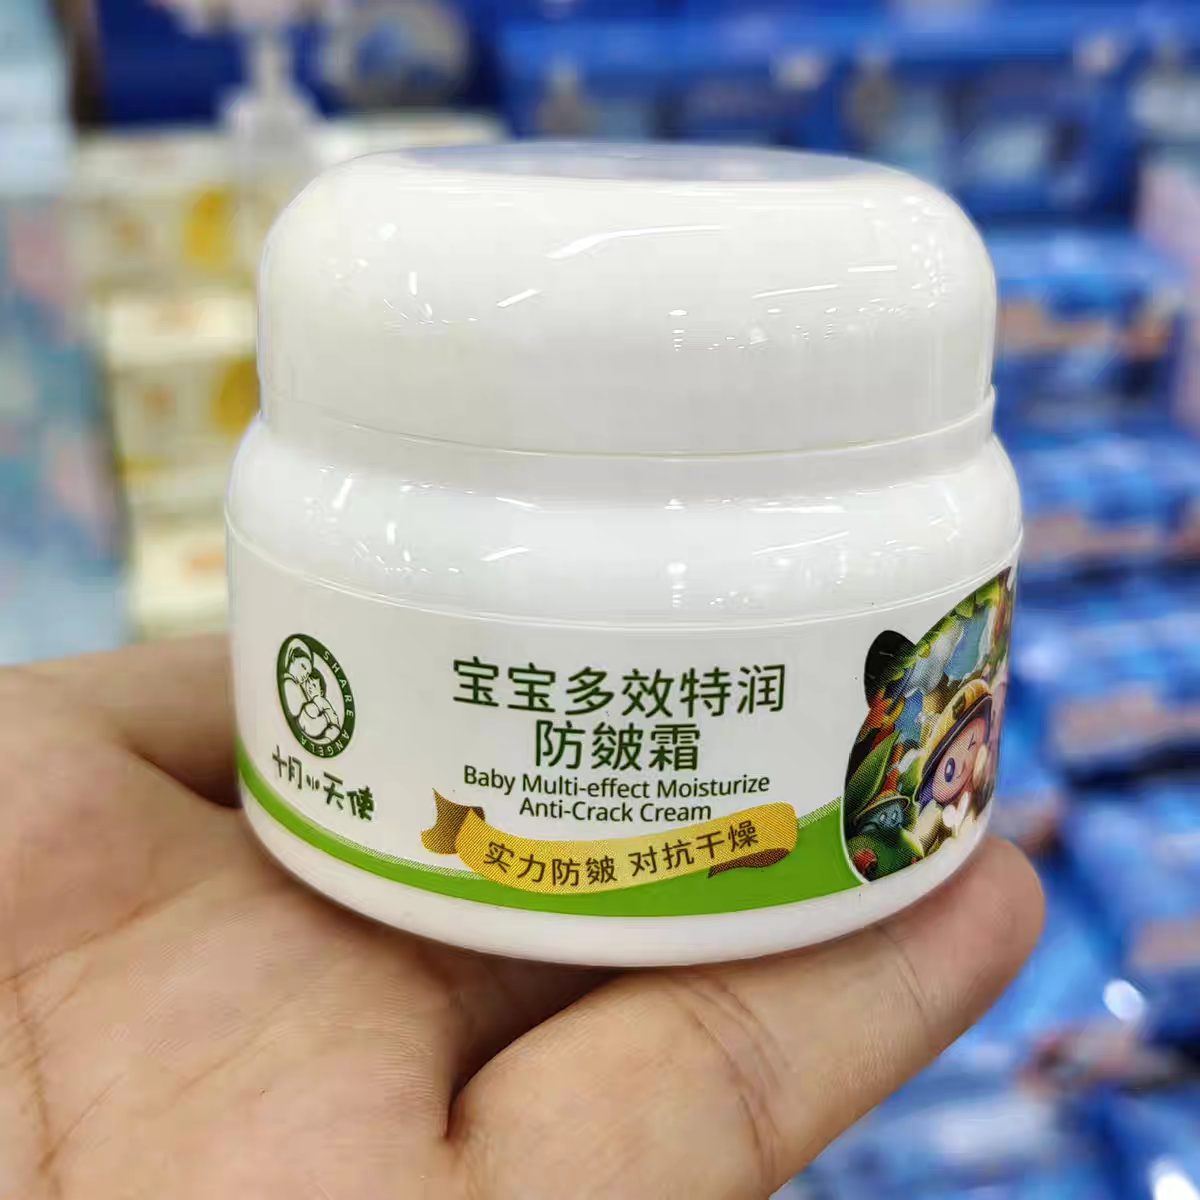 SHARE ANGELA
十月小天使
宝宝多效特润
防皴霜
Baby Multi-effect Moisturize
Anti-Crack Cream
实力防皴 对抗干燥